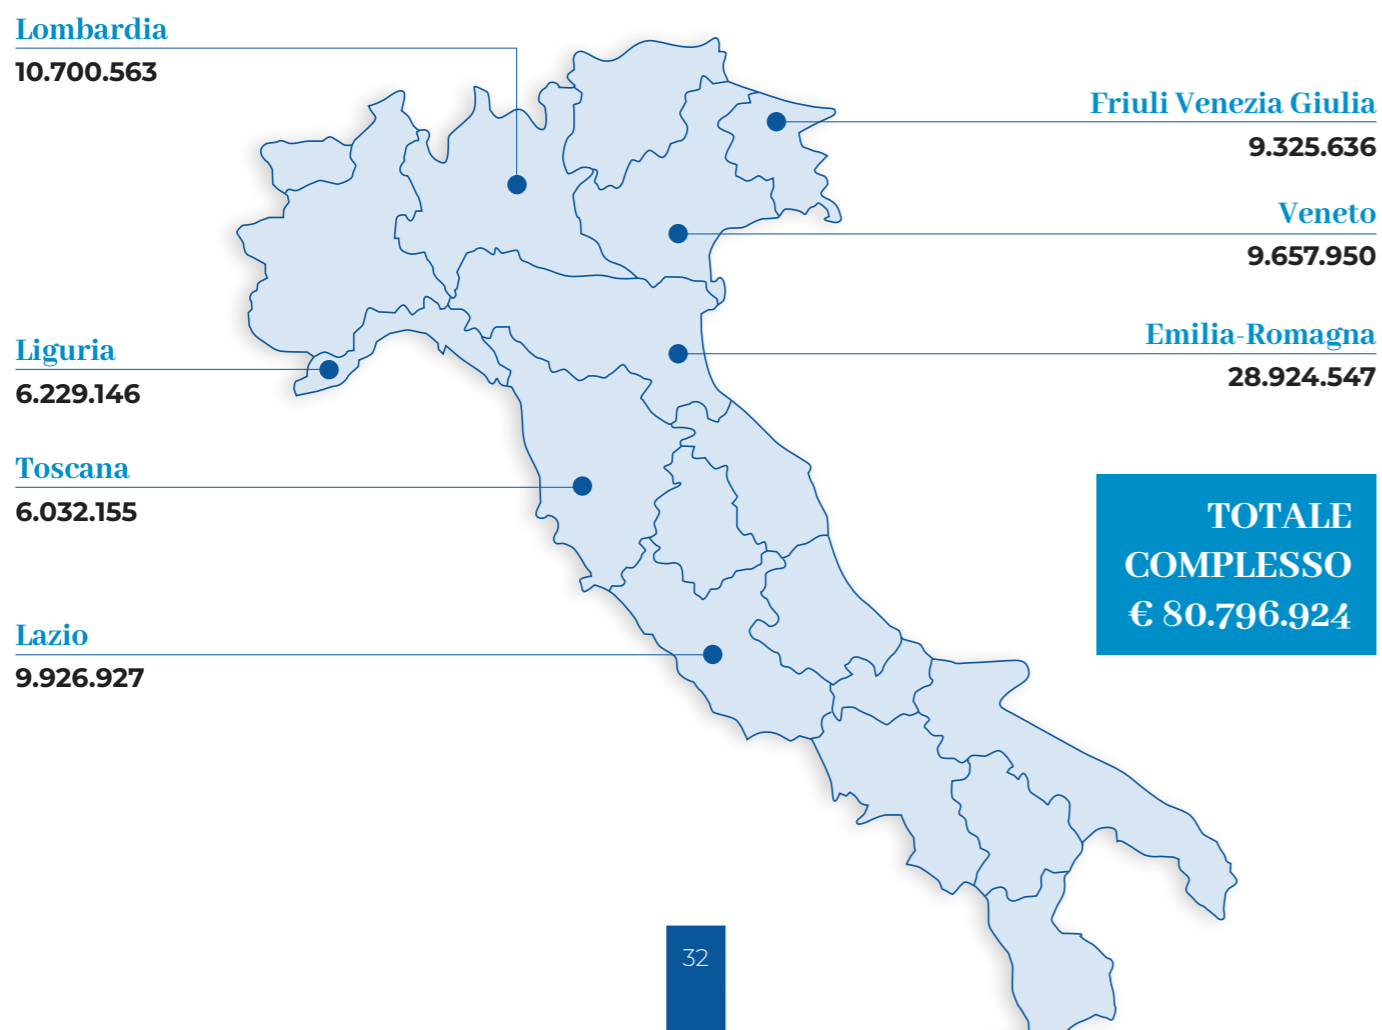 Lombardia
10.700.563
Friuli Venezia Giulia
9.325.636
Veneto
9.657.950
Emilia-Romagna
28.924.547
Liguria
6.229.146
Toscana
6.032.155
Lazio
9.926.927
TOTALE
COMPLESSO
€ 80.796.924
32